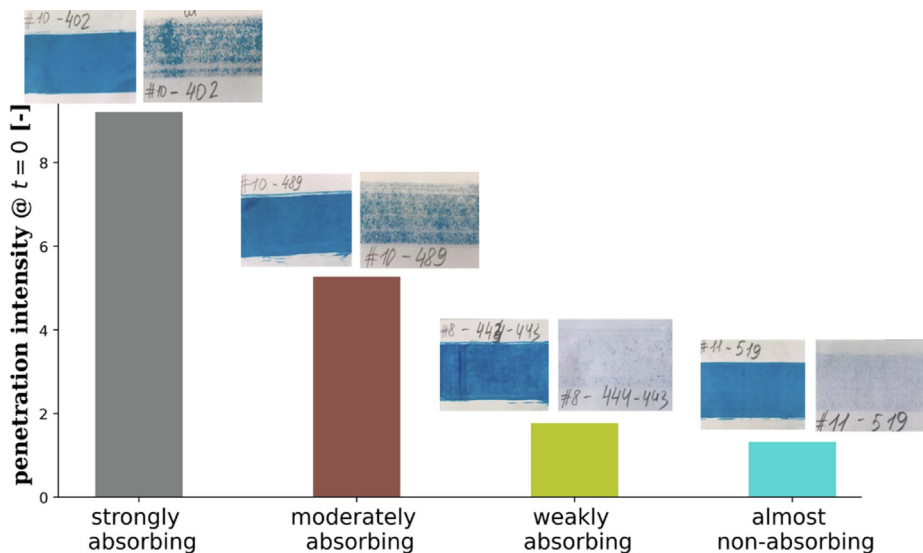 #10-402
#10-402
#10-489
#10-489
#8-444-443
#11-519
#11-519
penetration intensity @ t = 0 [-]
8
6
4
2
0
strongly
absorbing
moderately
absorbing
weakly
absorbing
almost
non-absorbing